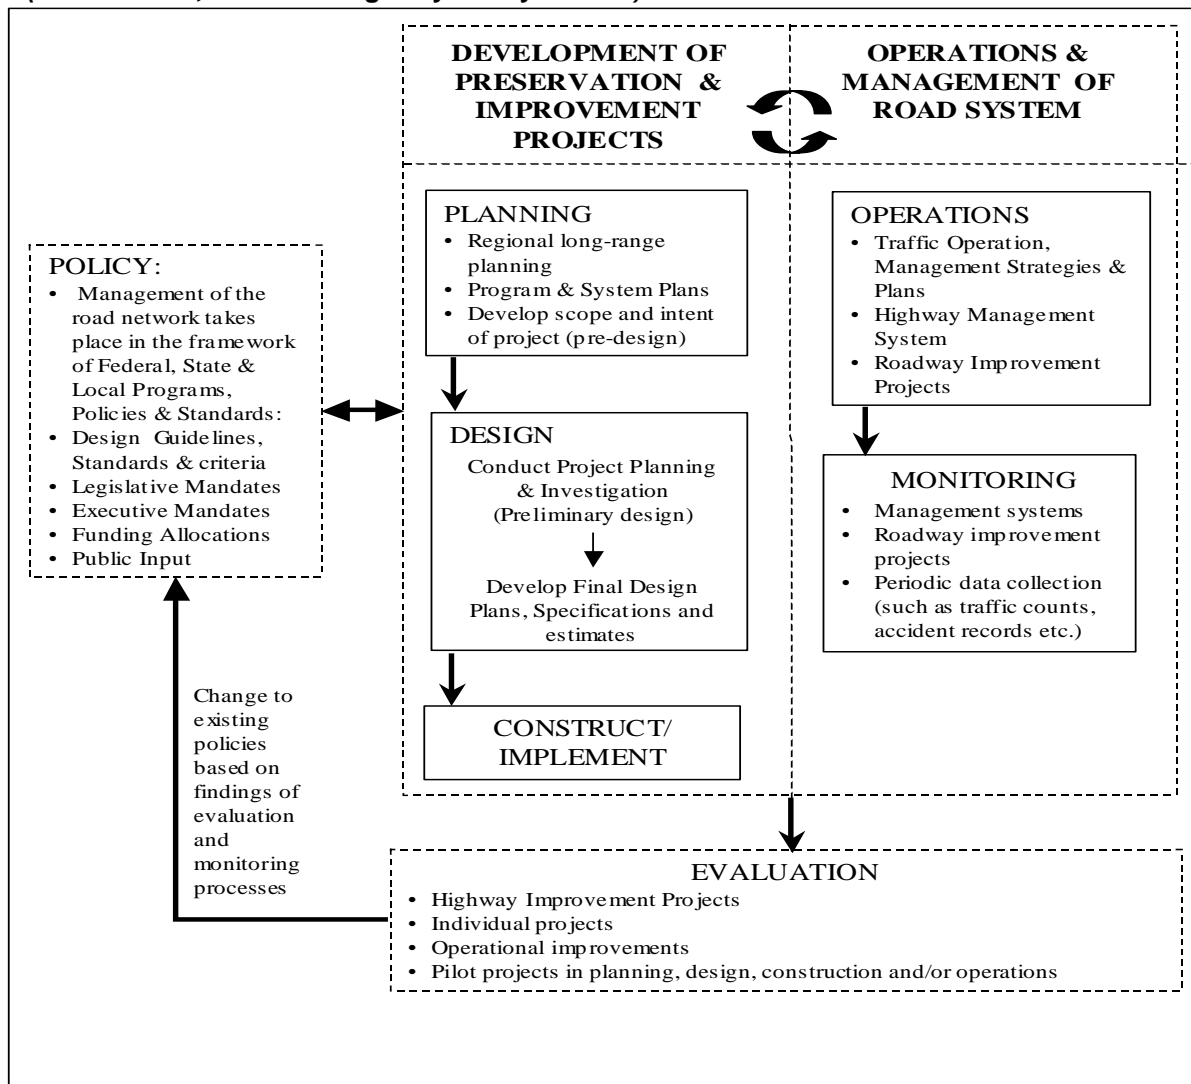 DEVELOPMENT OF
PRESERVATION &
IMPROVEMENT
PROJECTS
OPERATIONS &
MANAGEMENT OF
ROAD SYSTEM
POLICY:
• Management of the
road network takes
place in the framework
of Federal, State &
Local Programs,
Policies & Standards:
• Design Guidelines,
Standards & criteria
• Legislative Mandates
• Executive Mandates
• Funding Allocations
• Public Input
PLANNING
• Regional long-range
planning
• Program & System Plans
• Develop scope and intent
of project (pre-design)
DESIGN
Conduct Project Planning
& Investigation
(Preliminary design)
Develop Final Design
Plans, Specifications and
estimates
CONSTRUCT/
IMPLEMENT
OPERATIONS
• Traffic Operation,
Management Strategies &
Plans
• Highway Management
System
• Roadway Improvement
Projects
MONITORING
• Management systems
• Roadway improvement
projects
• Periodic data collection
(such as traffic counts,
accident records etc.)
Change to
existing
policies
based on
findings of
evaluation
and
monitoring
processes
EVALUATION
• Highway Improvement Projects
• Individual projects
• Operational improvements
• Pilot projects in planning, design, construction and/or operations